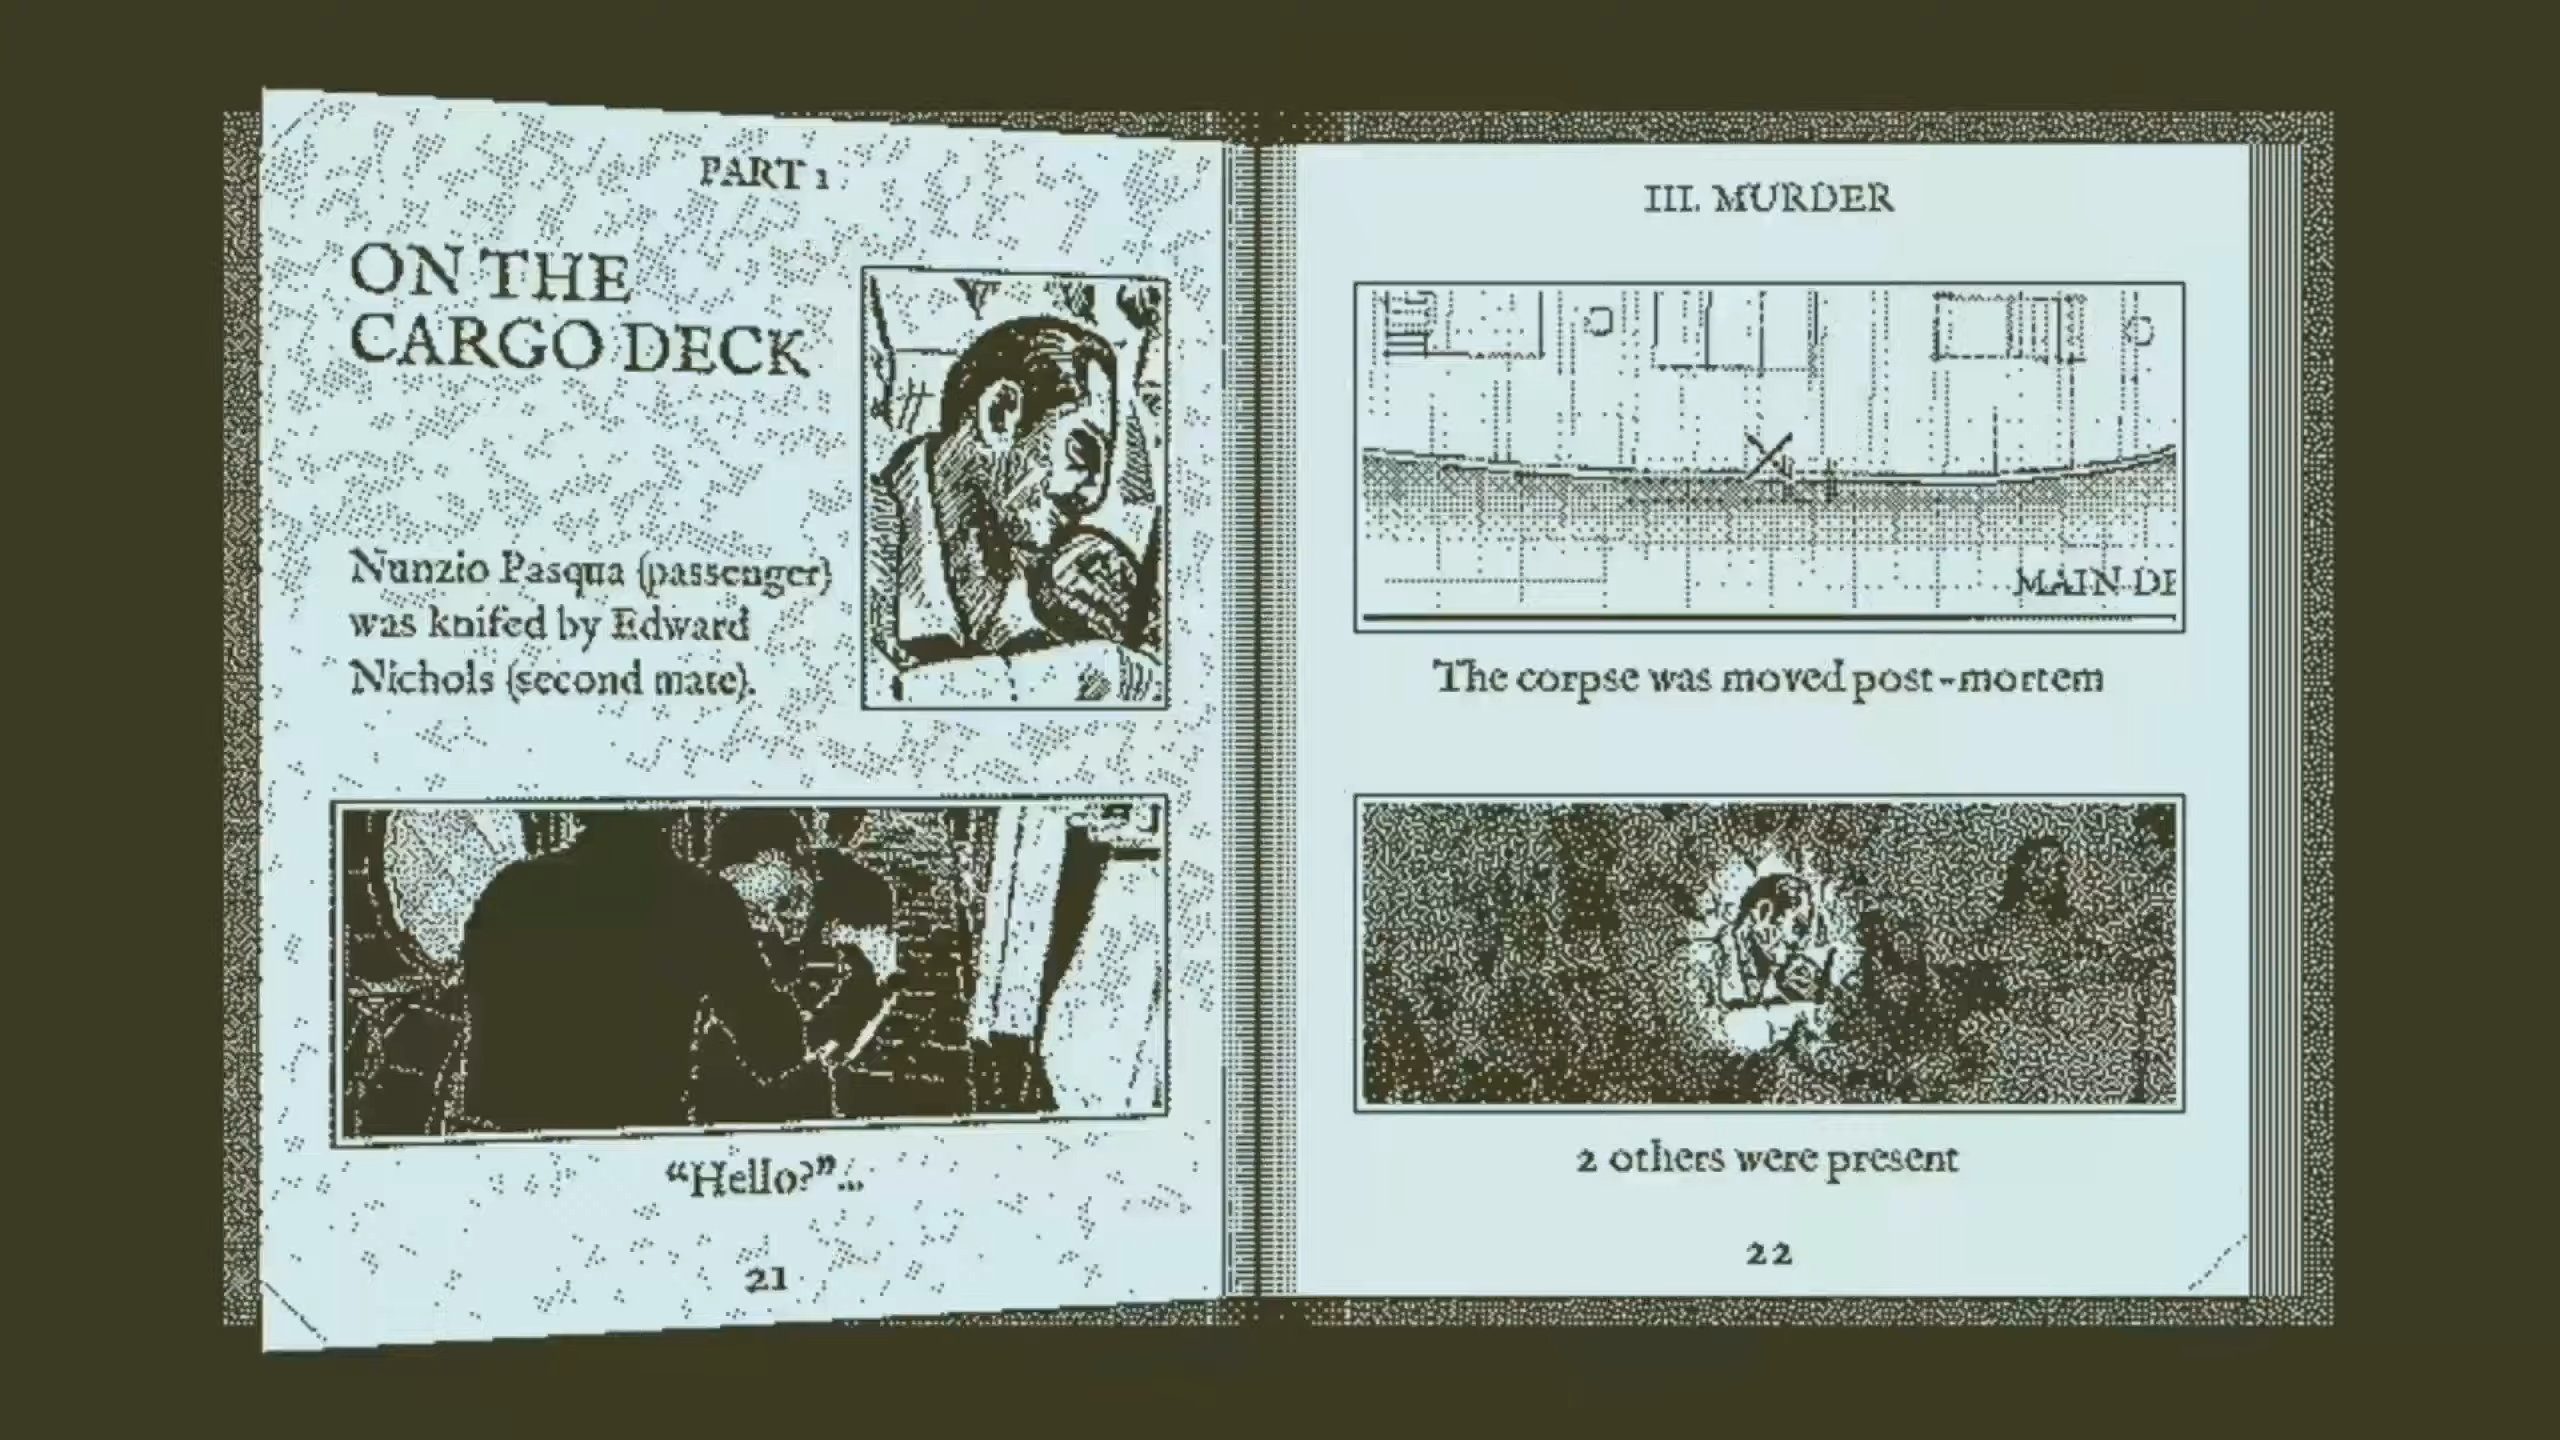 PART 1
ON THE
CARGO DECK
Nunzio Pasqua (passenger)
was knifed by Edward
Nichols (second mate).
“Hello?”...
21
III. MURDER
MAIN DE
The corpse was moved post-mortem
2 others were present
22